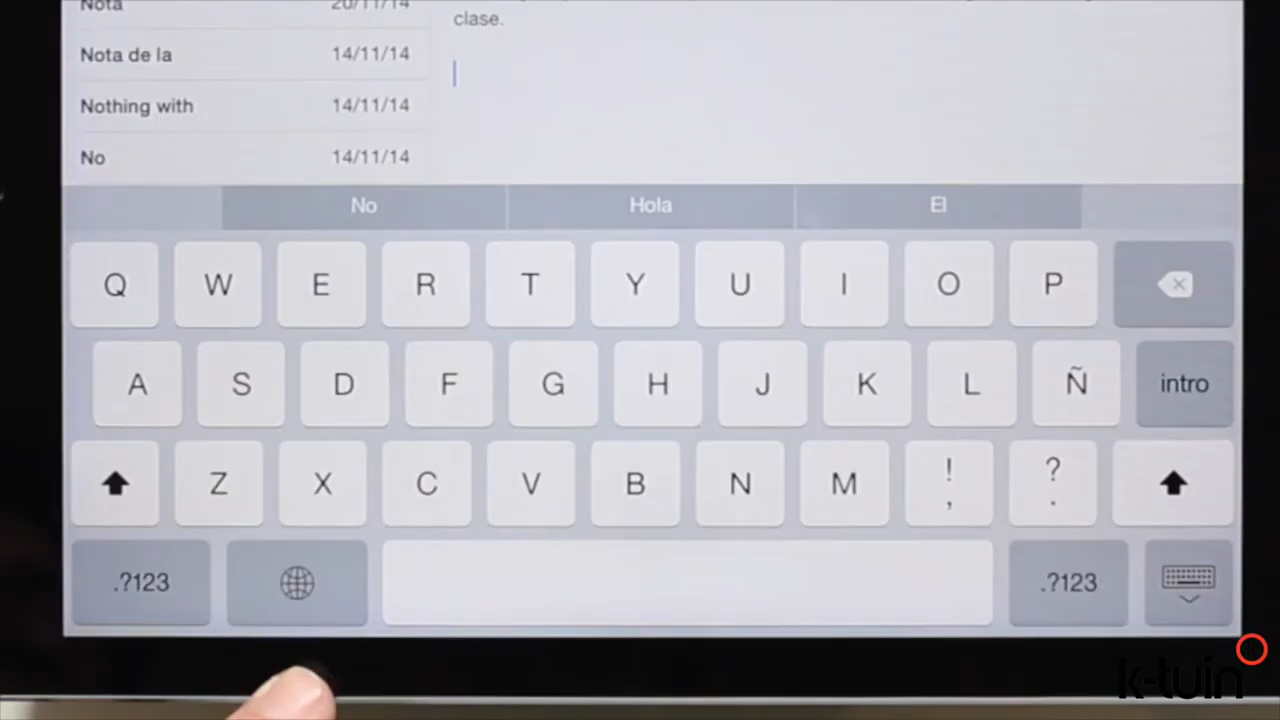 Nota 20/11/14
clase.
Nota de la 14/11/14
Nothing with 14/11/14
No 14/11/14
No Hola El
Q W E R T Y U I O P
A S D F G H J K L Ñ intro
Z X C V B N M ! , ? .
.?123 .?123
k-tuin